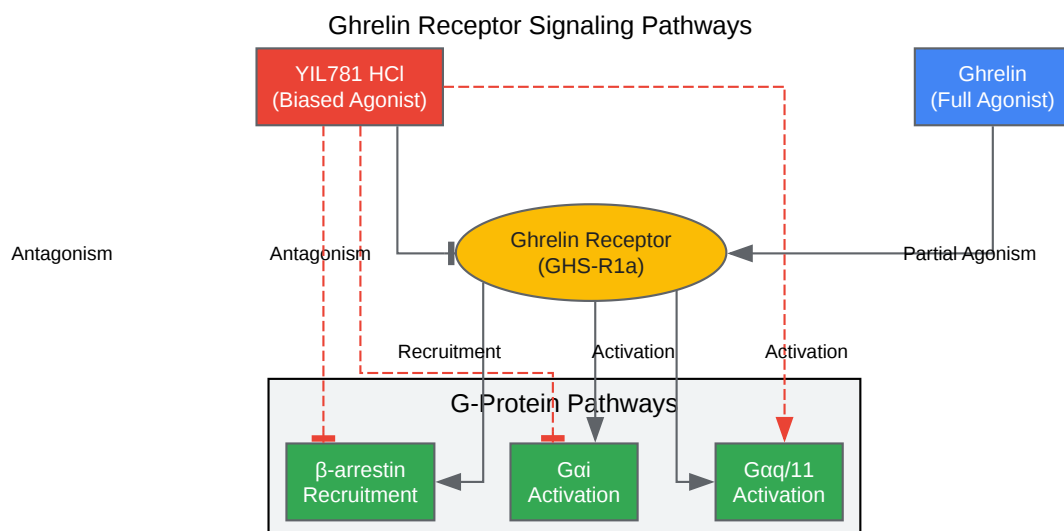 Ghrelin Receptor Signaling Pathways
YIL781 HCl
(Biased Agonist)
Ghrelin
(Full Agonist)
Ghrelin Receptor
(GHS-R1a)
Antagonism
Antagonism
Partial Agonism
Recruitment
Activation
Activation
G-Protein Pathways
β-arrestin
Recruitment
Gαi
Activation
Gαq/11
Activation